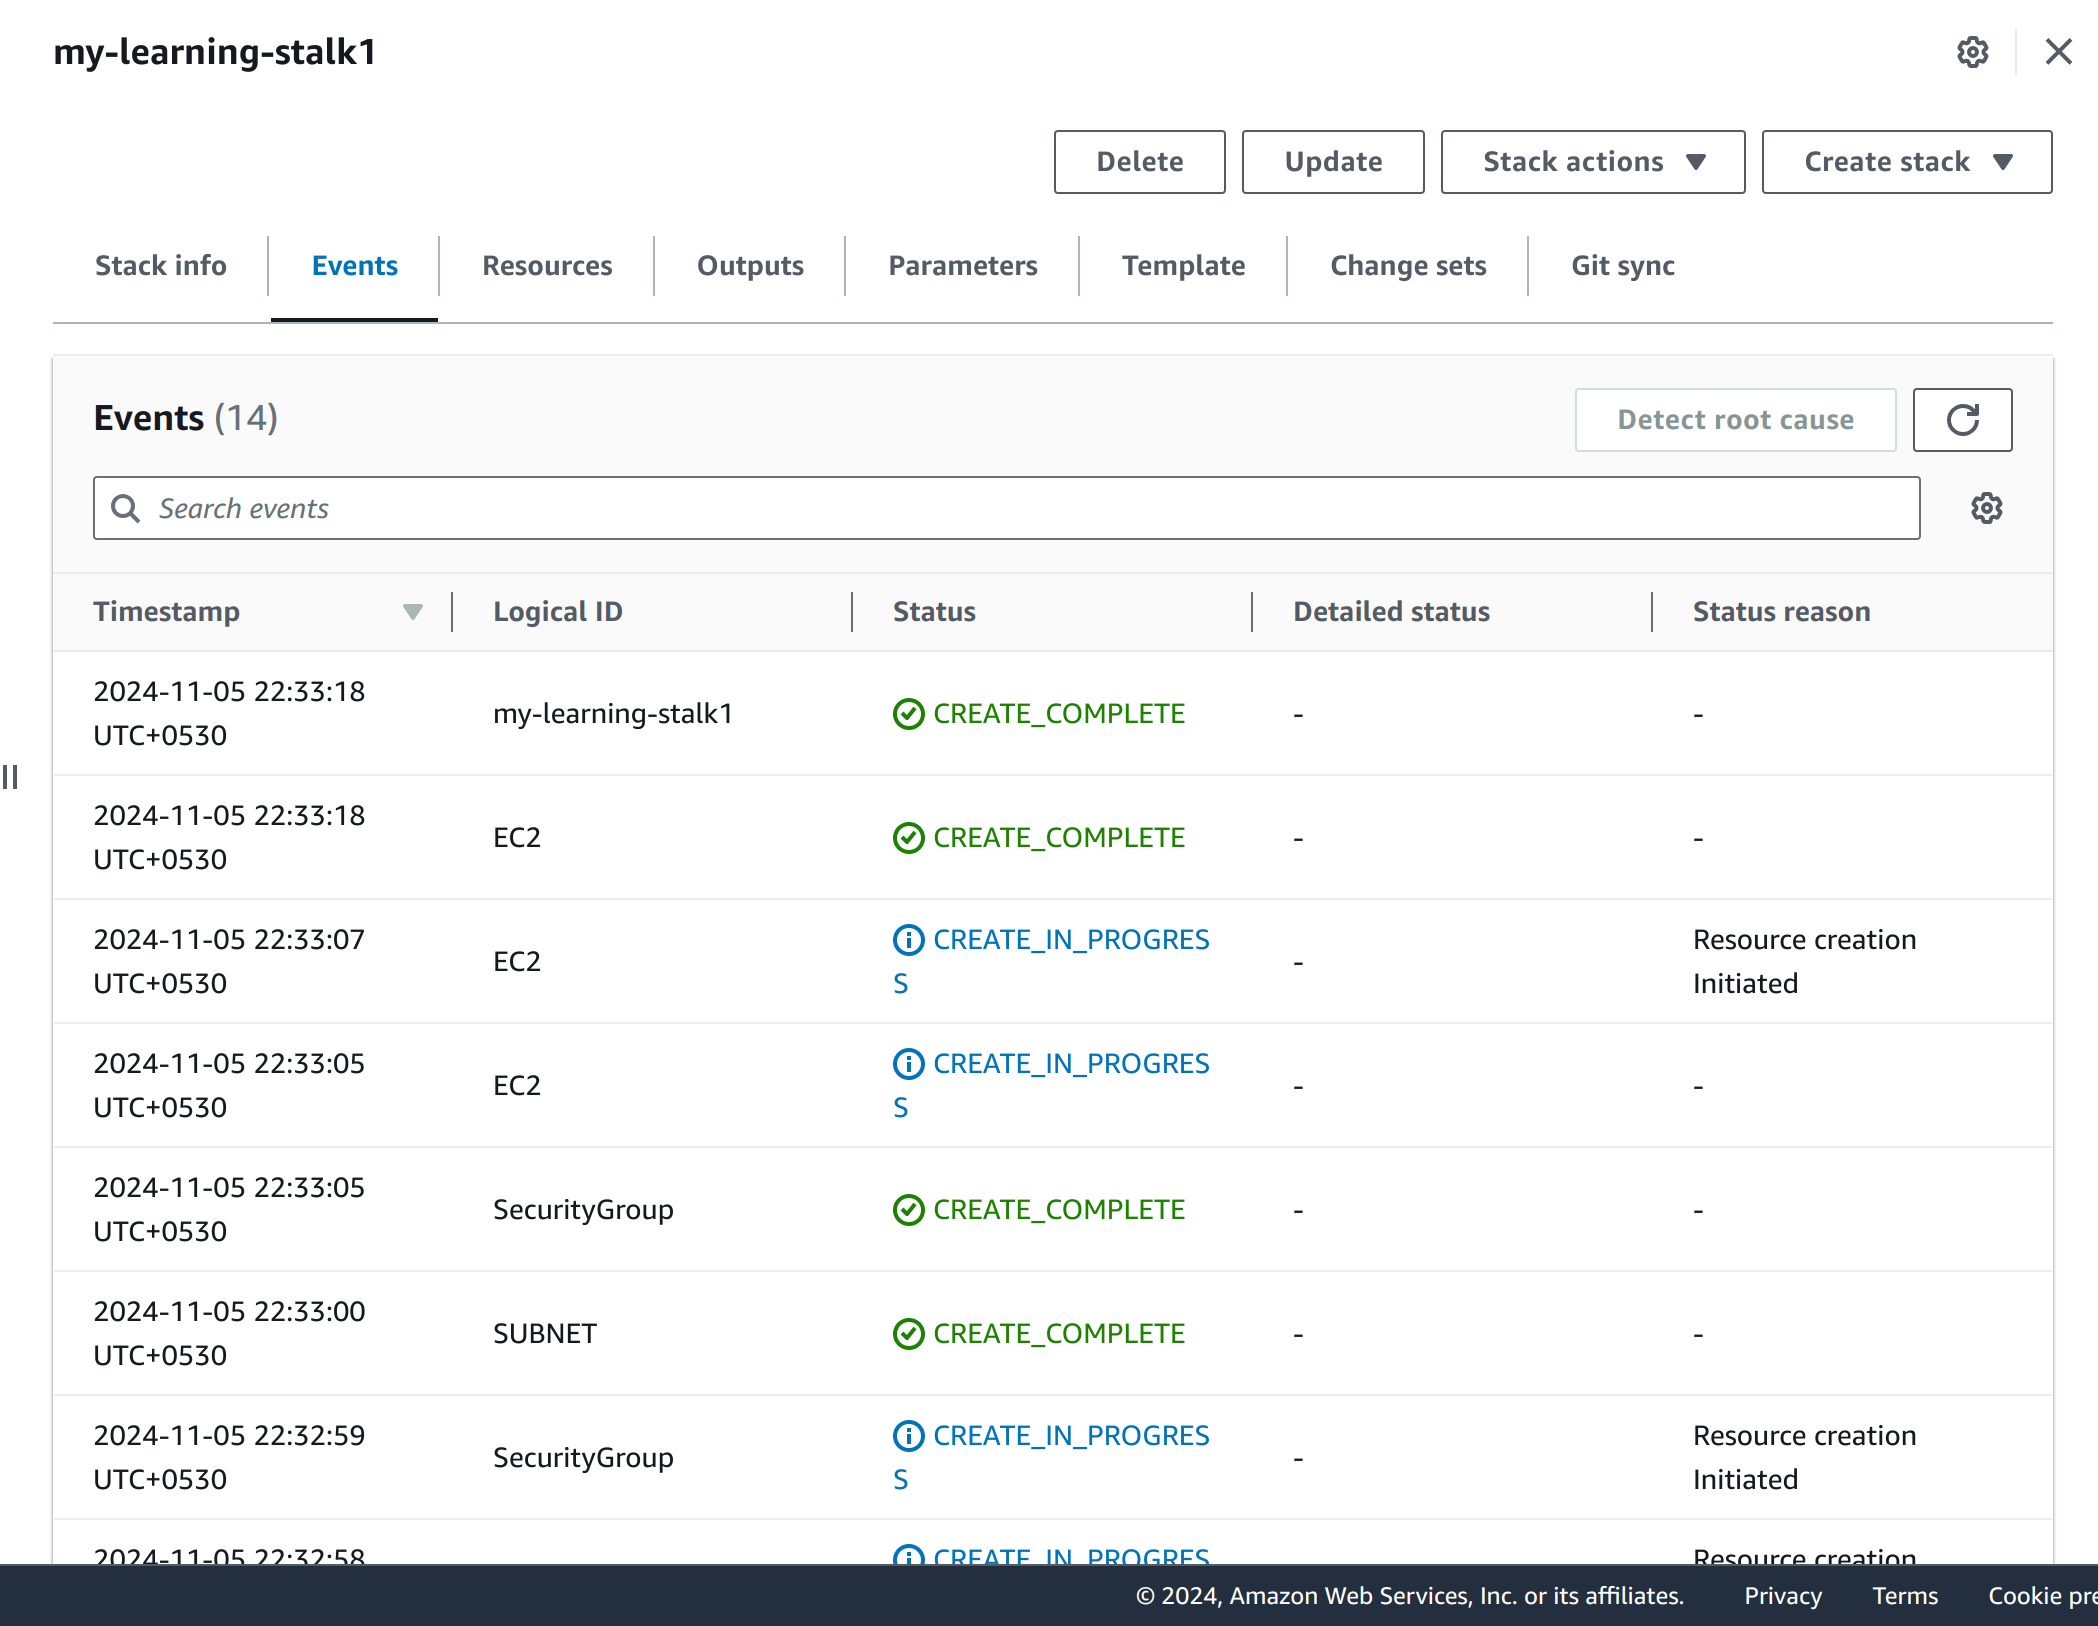 my-learning-stalk1
Delete Update Stack actions Create stack
Stack info Events Resources Outputs Parameters Template Change sets Git sync
Events (14) Detect root cause
Search events
Timestamp Logical ID Status Detailed status Status reason
2024-11-05 22:33:18
UTC+0530
my-learning-stalk1
CREATE_COMPLETE
-
-
2024-11-05 22:33:18
UTC+0530
EC2
CREATE_COMPLETE
-
-
2024-11-05 22:33:07
UTC+0530
EC2
CREATE_IN_PROGRES
S
-
Resource creation
Initiated
2024-11-05 22:33:05
UTC+0530
EC2
CREATE_IN_PROGRES
S
-
-
2024-11-05 22:33:05
UTC+0530
SecurityGroup
CREATE_COMPLETE
-
-
2024-11-05 22:33:00
UTC+0530
SUBNET
CREATE_COMPLETE
-
-
2024-11-05 22:32:59
UTC+0530
SecurityGroup
CREATE_IN_PROGRES
S
-
Resource creation
Initiated
2024-11-05 22:32:58
CREATE_IN_PROGRES
Resource creation
© 2024, Amazon Web Services, Inc. or its affiliates. Privacy Terms Cookie pre